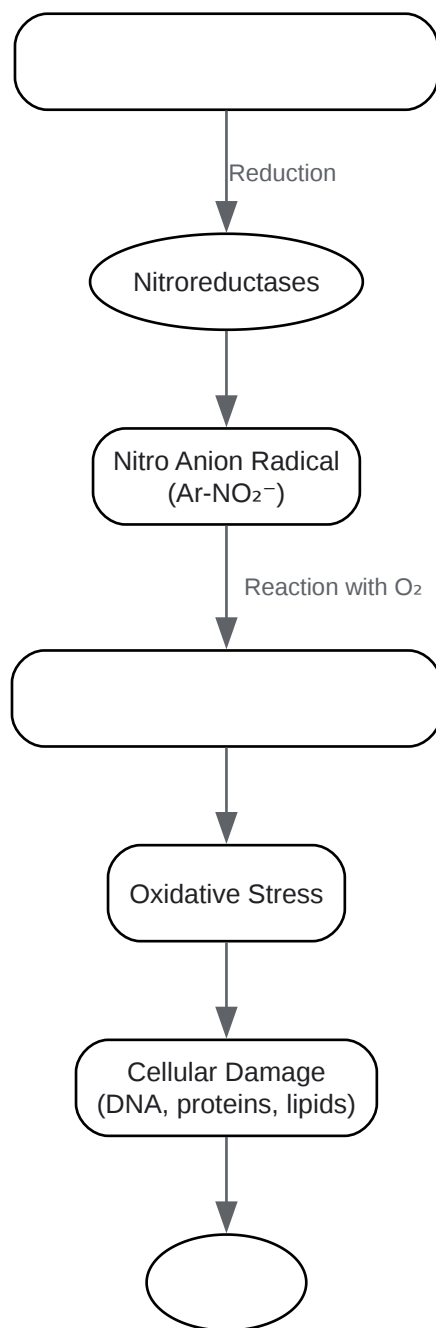 Reduction
Nitroreductases
Nitro Anion Radical
(Ar-NO₂⁻)
Reaction with O₂
Oxidative Stress
Cellular Damage
(DNA, proteins, lipids)